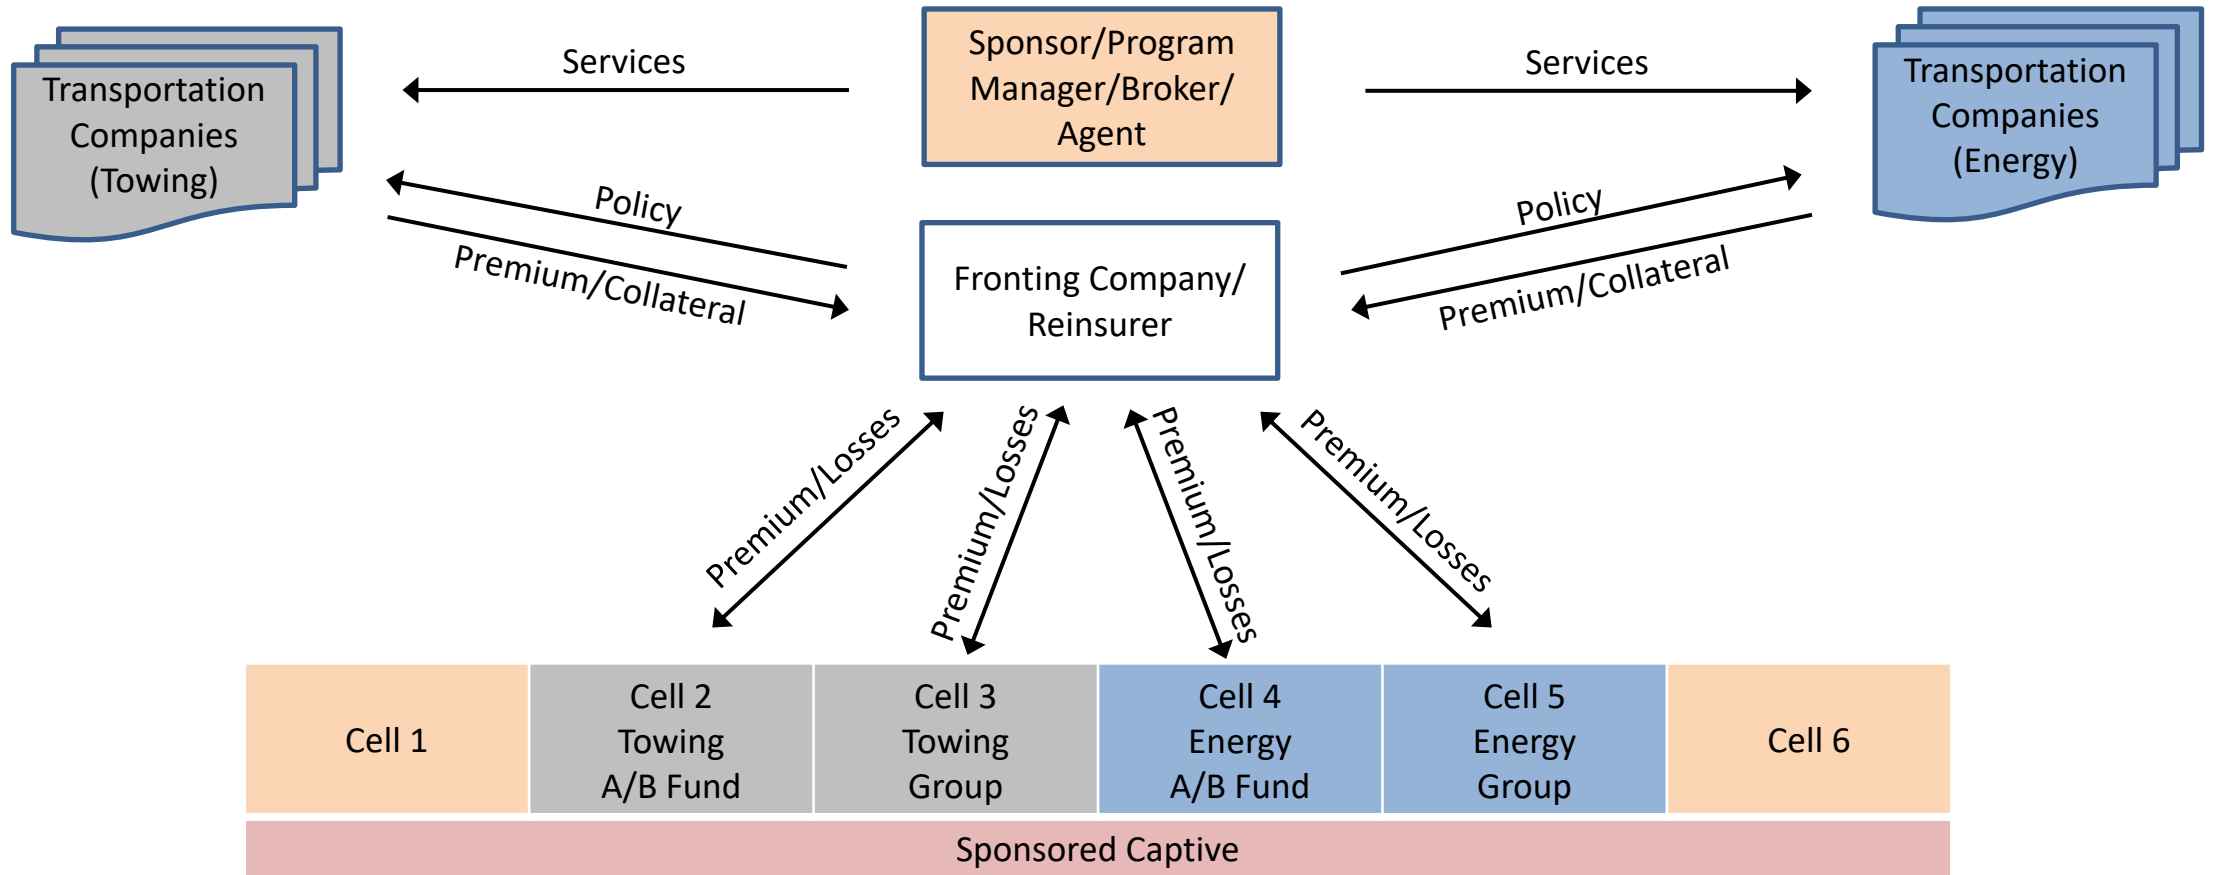 Transportation
Companies
(Towing)
Services
Sponsor/Program
Manager/Broker/
Agent
Services
Transportation
Companies
(Energy)
Policy
Premium/Collateral
Fronting Company/
Reinsurer
Policy
Premium/Collateral
Premium/Losses
Premium/Losses
Premium/Losses
Premium/Losses
Cell 1
Cell 2
Towing
A/B Fund
Cell 3
Towing
Group
Cell 4
Energy
A/B Fund
Cell 5
Energy
Group
Cell 6
Sponsored Captive